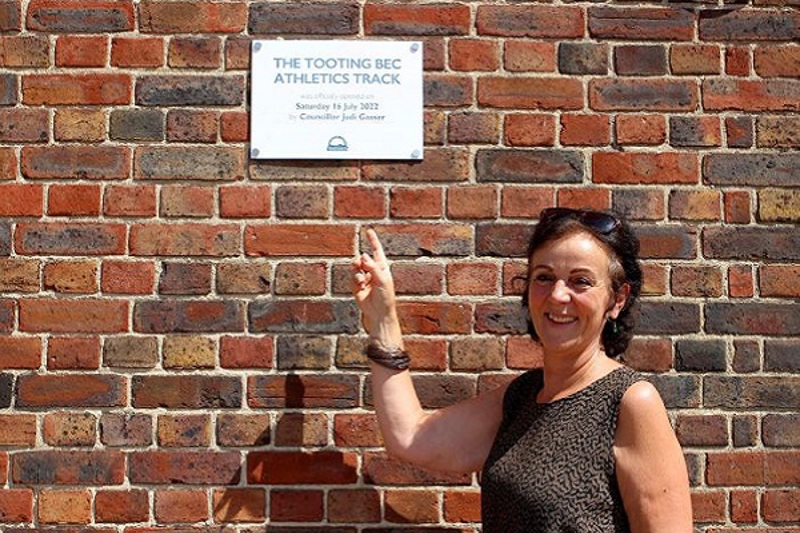 THE TOOTING BEC
ATHLETICS TRACK
was officially opened on
Saturday 16 July 2022
by Councillor Judi Gasser